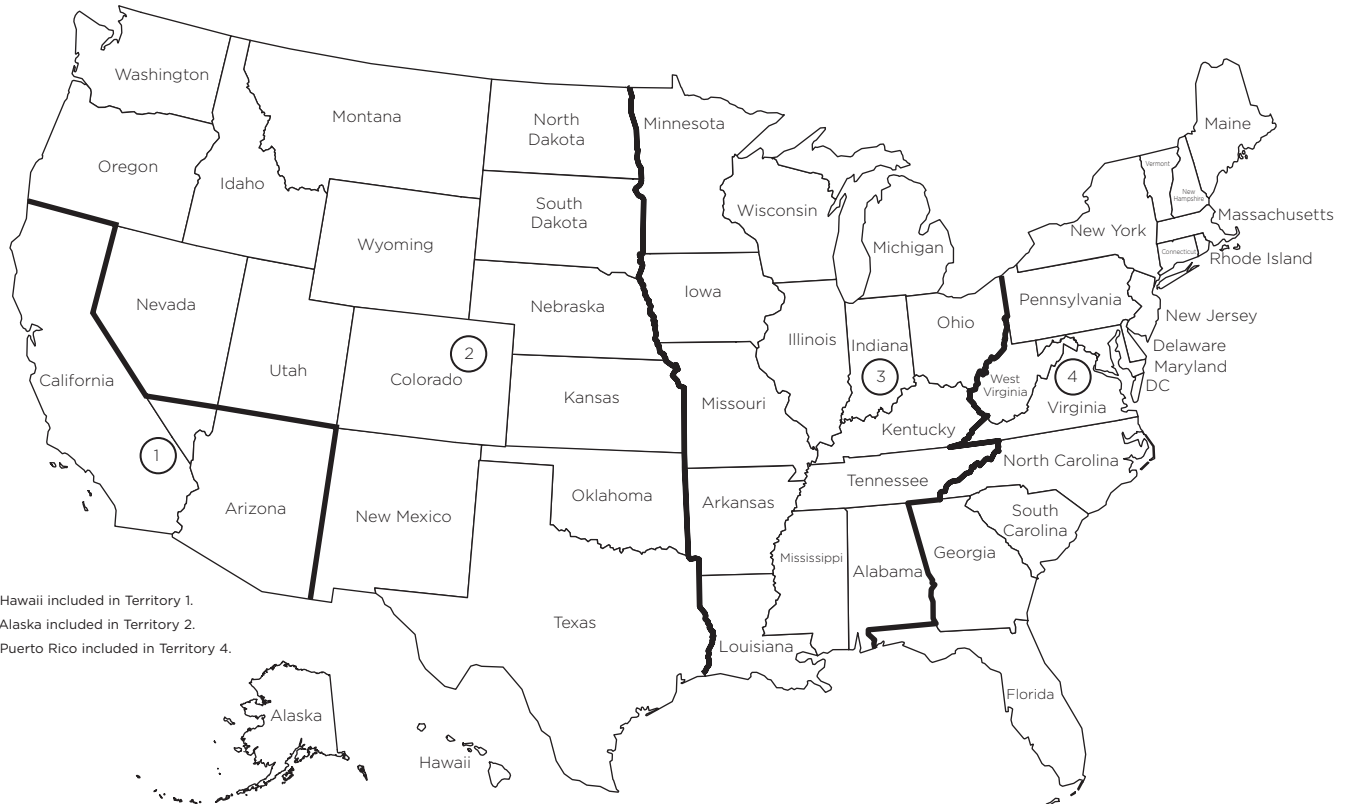 Washington
Montana
North
Dakota
Minnesota
Maine
Oregon
Idaho
Vermont
New
Hampshire
South
Dakota
Wisconsin
Massachusetts
Wyoming
Michigan
New York
Connecticut
Rhode Island
Nevada
Nebraska
Iowa
Pennsylvania
New Jersey
Ohio
Illinois
Indiana
Delaware
Maryland
DC
2
3
4
California
Utah
Colorado
West
Virginia
Virginia
Kansas
Missouri
Kentucky
1
North Carolina
Tennessee
Arizona
New Mexico
Oklahoma
Arkansas
South
Carolina
Georgia
Mississippi
Alabama
Hawaii included in Territory 1.
Alaska included in Territory 2.
Puerto Rico included in Territory 4.
Texas
Louisiana
Florida
Alaska
Hawaii